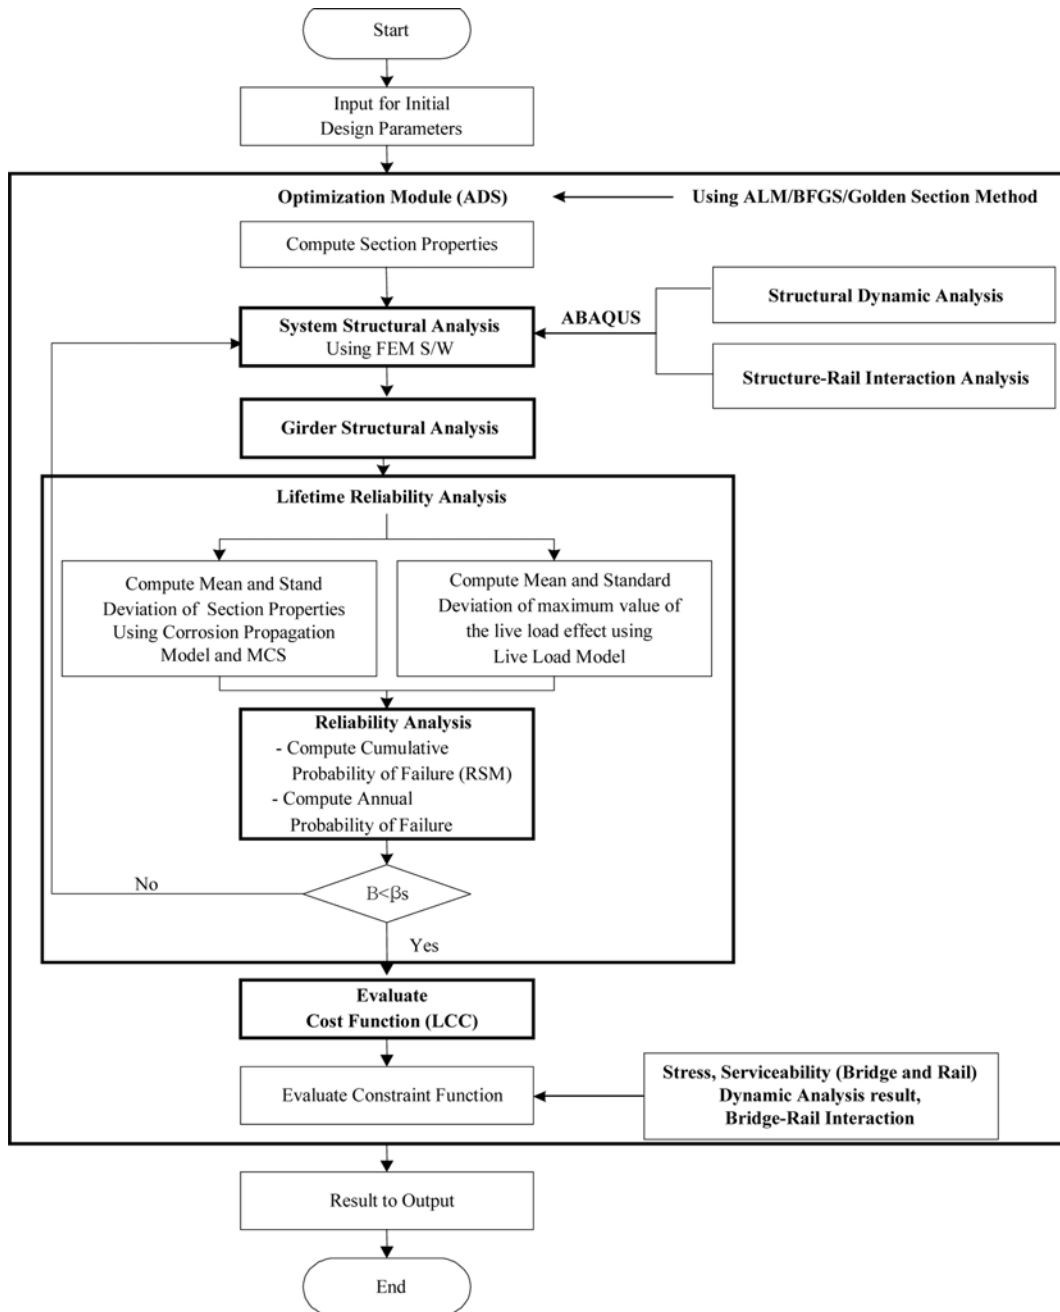 Start
Input for Initial
Design Parameters
Optimization Module (ADS)
Using ALM/BFGS/Golden Section Method
Compute Section Properties
Structural Dynamic Analysis
System Structural Analysis
Using FEM S/W
ABAQUS
Structure-Rail Interaction Analysis
Girder Structural Analysis
Lifetime Reliability Analysis
Compute Mean and Stand
Deviation of Section Properties
Using Corrosion Propagation
Model and MCS
Compute Mean and Standard
Deviation of maximum value of
the live load effect using
Live Load Model
Reliability Analysis
- Compute Cumulative
Probability of Failure (RSM)
- Compute Annual
Probability of Failure
No
B<βs
Yes
Evaluate
Cost Function (LCC)
Evaluate Constraint Function
Stress, Serviceability (Bridge and Rail)
Dynamic Analysis result,
Bridge-Rail Interaction
Result to Output
End